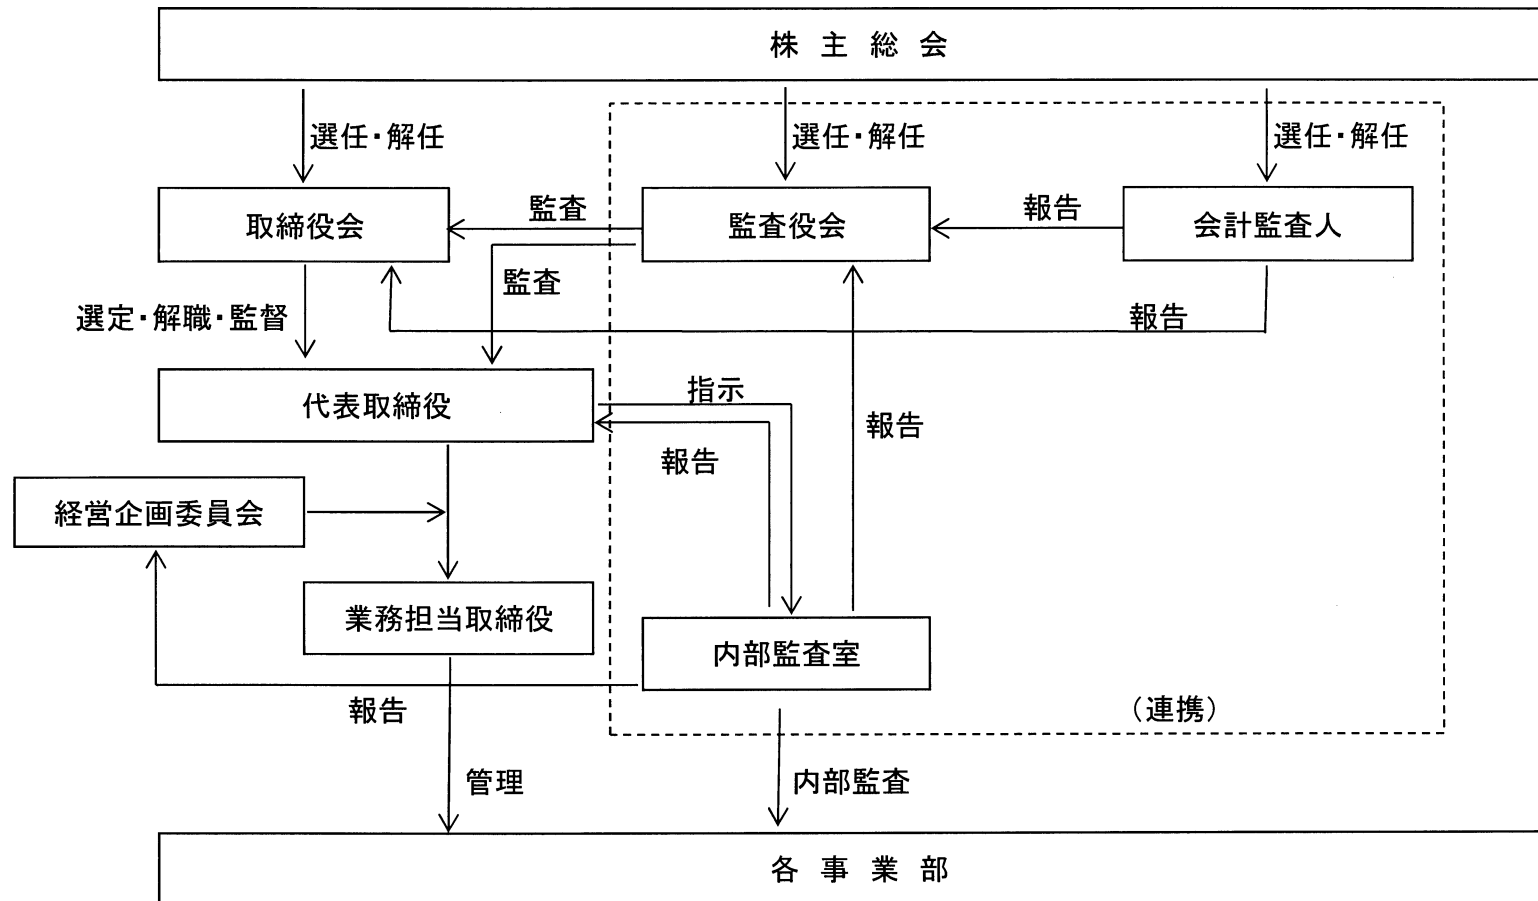 株 主 総 会
選任・解任
選任・解任
選任・解任
取締役会
監査
監査役会
報告
会計監査人
監査
選定・解職・監督
報告
代表取締役
指示
報告
報告
経営企画委員会
業務担当取締役
内部監査室
報告
(連携)
管理
内部監査
各 事 業 部